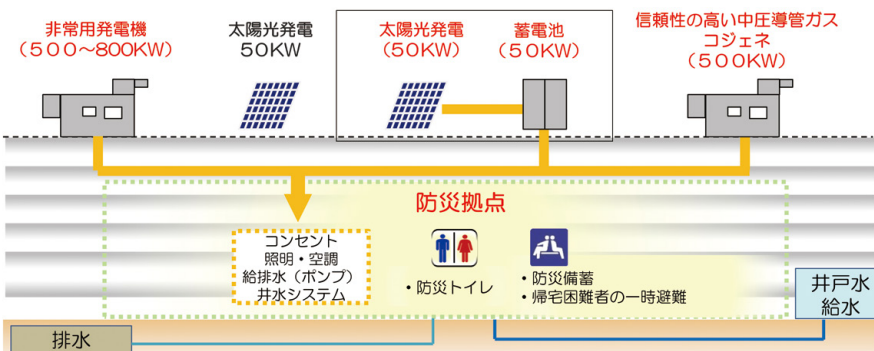 非常用発電機
(500〜800KW)
太陽光発電
50KW
太陽光発電
(50KW)
蓄電池
(50KW)
信頼性の高い中圧導管ガス
コジェネ
(500KW)
防災拠点
コンセント
照明・空調
給排水(ポンプ)
井水システム
・防災トイレ
・防災備蓄
・帰宅困難者の一時避難
井戸水
給水
排水